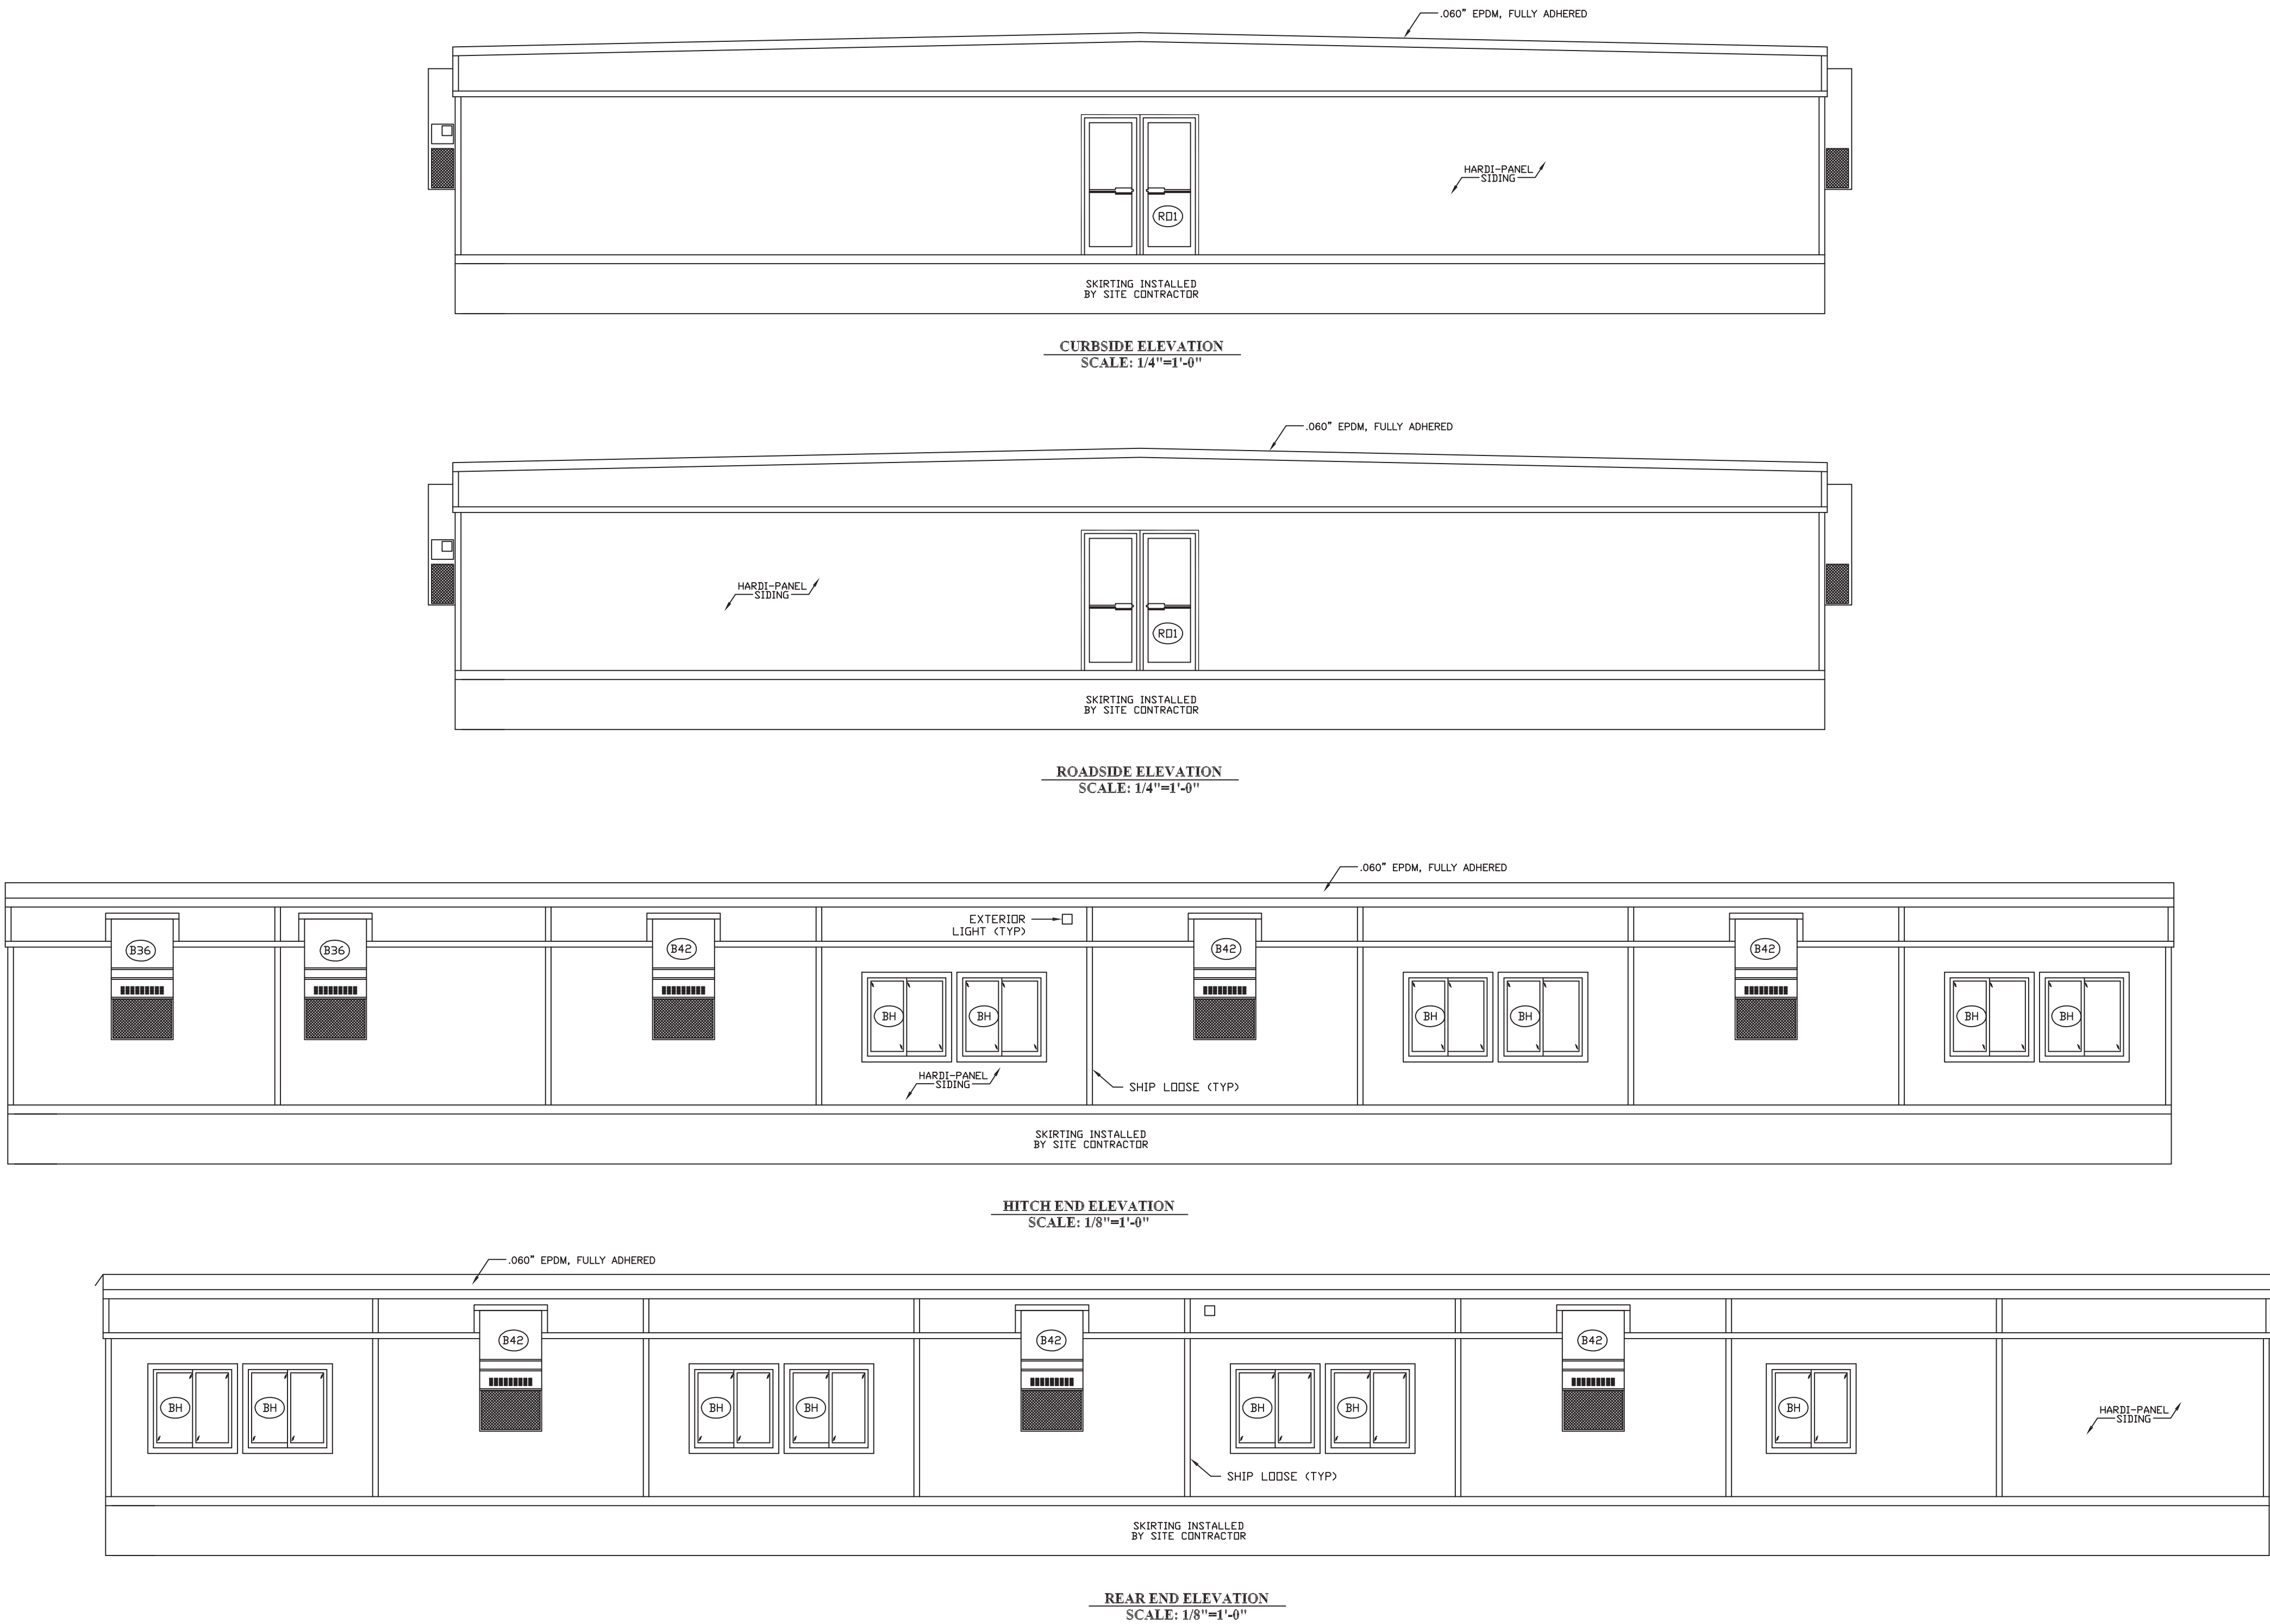 .060" EPDM, FULLY ADHERED
HARDI-PANEL
SIDING
R01
SKIRTING INSTALLED
BY SITE CONTRACTOR
CURBSIDE ELEVATION
SCALE: 1/4"=1'-0"
.060" EPDM, FULLY ADHERED
HARDI-PANEL
SIDING
R01
SKIRTING INSTALLED
BY SITE CONTRACTOR
ROADSIDE ELEVATION
SCALE: 1/4"=1'-0"
.060" EPDM, FULLY ADHERED
EXTERIOR
LIGHT (TYP)
B36 B36 B42 B42 B42
BH BH BH BH BH BH
HARDI-PANEL
SIDING
SHIP LOOSE (TYP)
SKIRTING INSTALLED
BY SITE CONTRACTOR
HITCH END ELEVATION
SCALE: 1/8"=1'-0"
.060" EPDM, FULLY ADHERED
B42 B42 B42
BH BH BH BH BH BH BH
HARDI-PANEL
SIDING
SHIP LOOSE (TYP)
SKIRTING INSTALLED
BY SITE CONTRACTOR
REAR END ELEVATION
SCALE: 1/8"=1'-0"